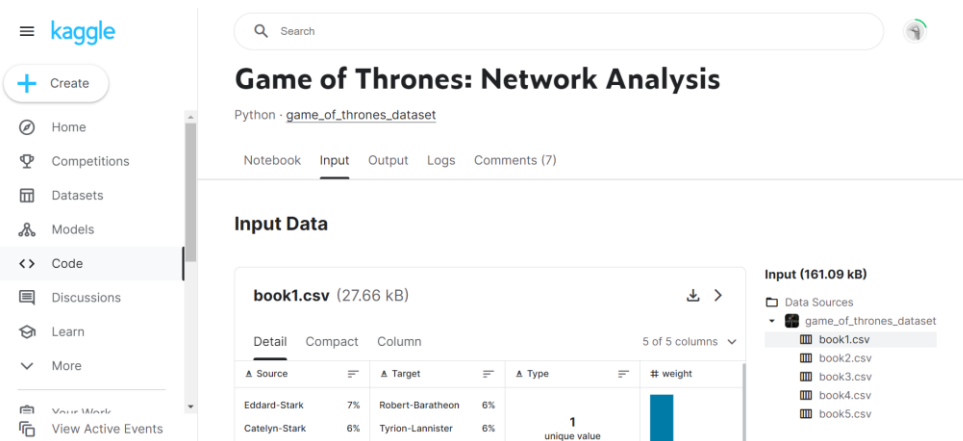 kaggle
Search
Create
Game of Thrones: Network Analysis
Python · game_of_thrones_dataset
Home
Competitions
Datasets
Models
Code
Discussions
Learn
More
Your Work
View Active Events
Notebook Input Output Logs Comments (7)
Input Data
book1.csv (27.66 kB)
Detail Compact Column 5 of 5 columns
Source Target Type # weight
Eddard-Stark 7% Robert-Baratheon 6%
Catelyn-Stark 6% Tyrion-Lannister 6%
1
unique value
Input (161.09 kB)
Data Sources
game_of_thrones_dataset
book1.csv
book2.csv
book3.csv
book4.csv
book5.csv